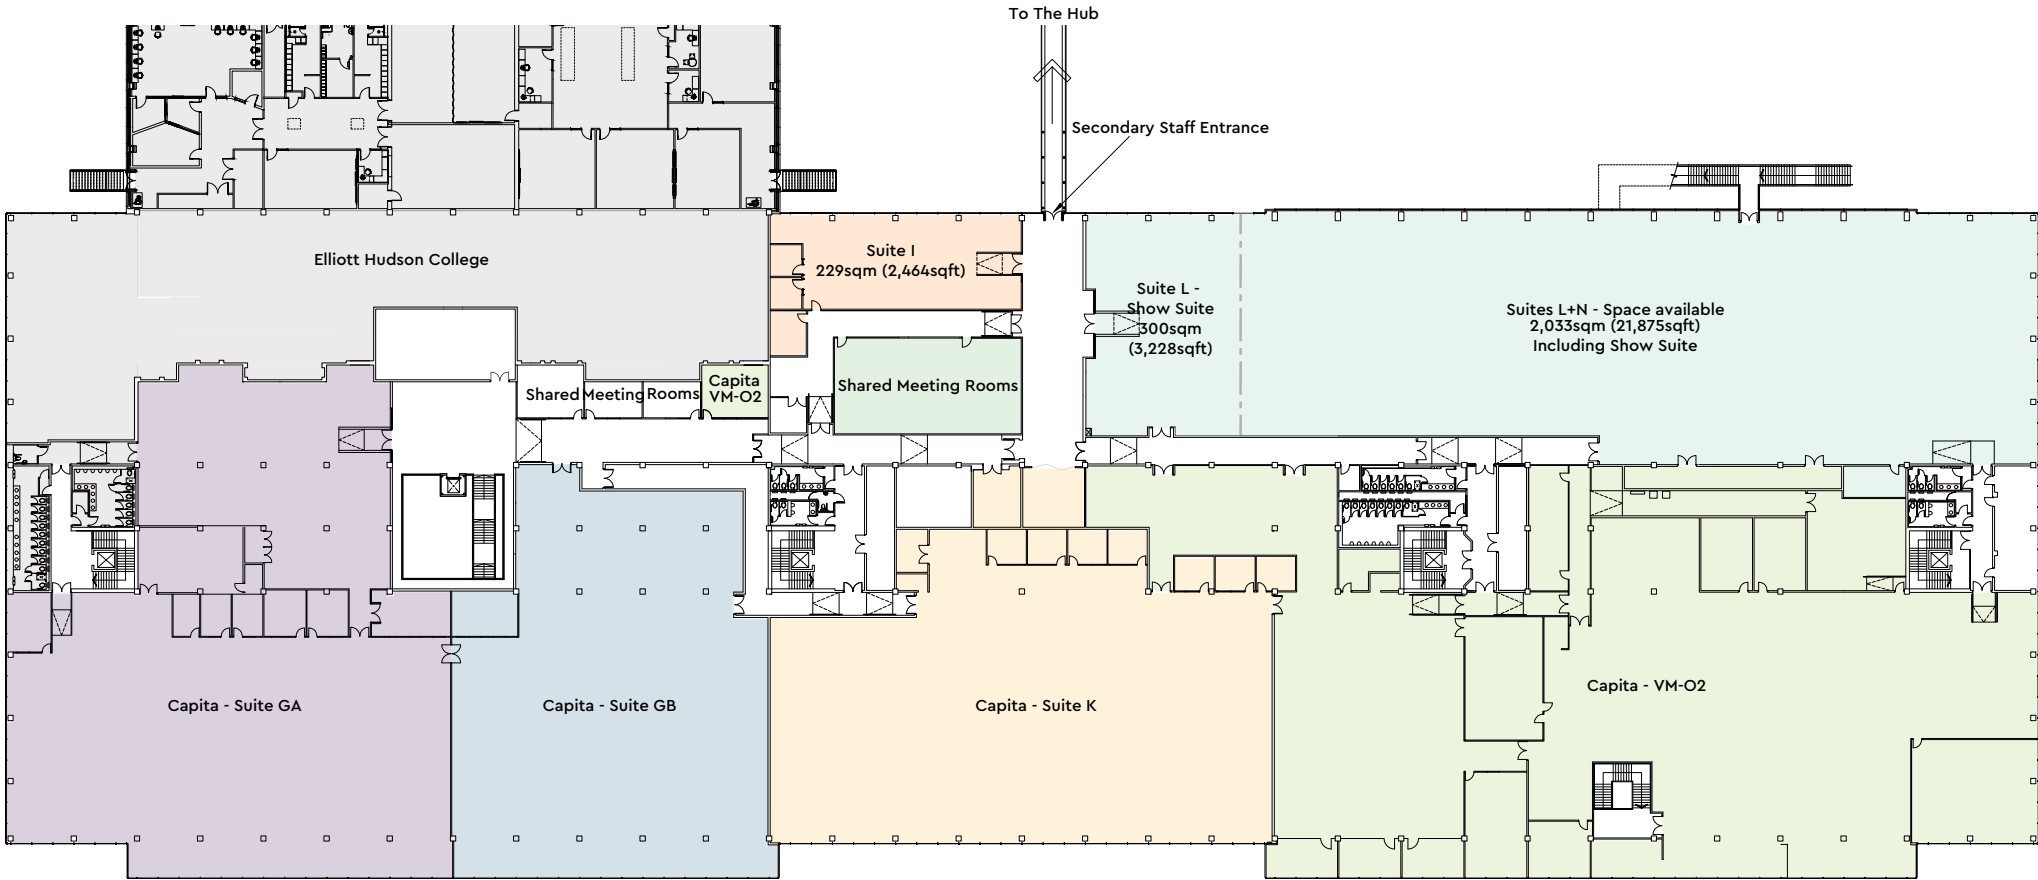 To The Hub
Secondary Staff Entrance
Elliott Hudson College
Suite I
229sqm (2,464sqft)
Suite L -
Show Suite
300sqm
(3,228sqft)
Suites L+N - Space available
2,033sqm (21,875sqft)
Including Show Suite
Shared Meeting Rooms
Capita
VM-O2
Shared Meeting Rooms
Capita - Suite GA
Capita - Suite GB
Capita - Suite K
Capita - VM-O2